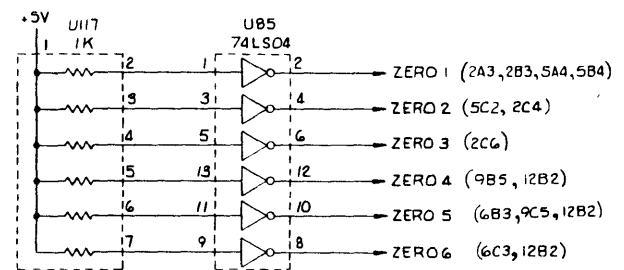 +5V
U117
1K
U85
74LS04
1
2 1 2 ZERO 1 (2A3,2B3,5A4,5B4)
3 3 4 ZERO 2 (5C2, 2C4)
4 5 6 ZERO 3 (2C6)
5 13 12 ZERO 4 (9B5, 12B2)
6 11 10 ZERO 5 (6B3,9C5,12B2)
7 9 8 ZERO 6 (6C3,12B2)